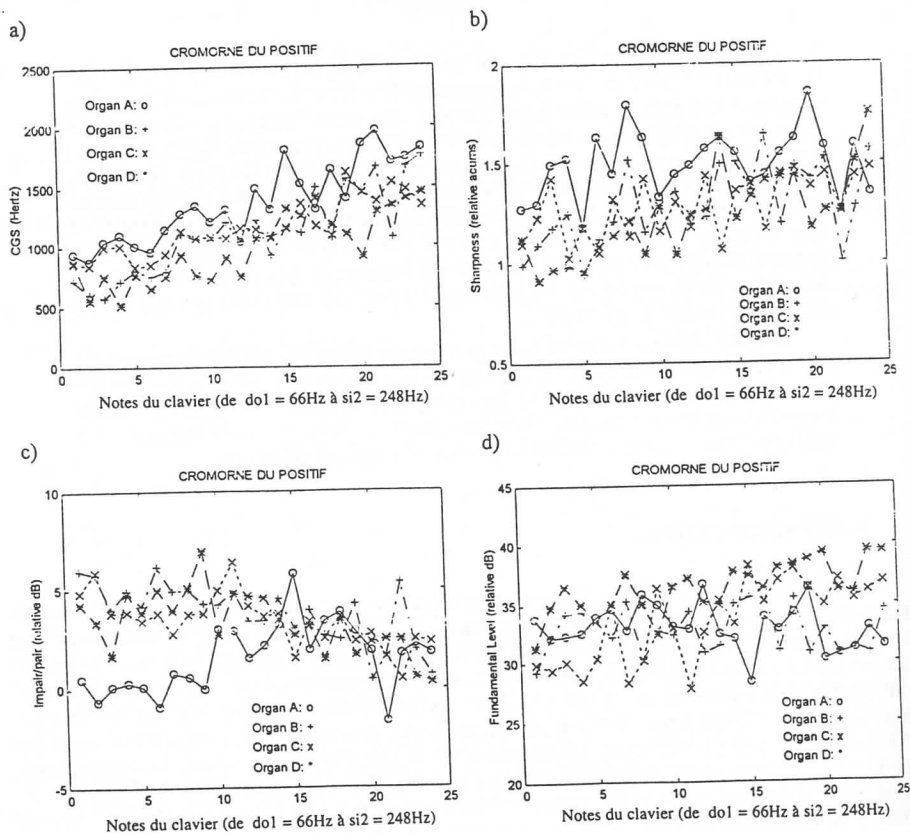 a)
CROMORNE DU POSITIF
2500
2000
1500
1000
500
0
CGS (Hertz)
Organ A: o
Organ B: +
Organ C: x
Organ D: *
0 5 10 15 20 25
Notes du clavier (de do1 = 66Hz à si2 = 248Hz)
b)
CROMORNE DU POSITIF
2
1.5
1
0.5
Sharpness (relative acums)
Organ A: o
Organ B: +
Organ C: x
Organ D: *
0 5 10 15 20 25
Notes du clavier (de do1 = 66Hz à si2 = 248Hz)
c)
CROMORNE DU POSITIF
10
5
0
-5
Impair/pair (relative dB)
Organ A: o
Organ B: +
Organ C: x
Organ D: *
0 5 10 15 20 25
Notes du clavier (de do1 = 66Hz à si2 = 248Hz)
d)
CROMORNE DU POSITIF
45
40
35
30
25
20
Fundamental Level (relative dB)
Organ A: o
Organ B: +
Organ C: x
Organ D: *
0 5 10 15 20 25
Notes du clavier (de do1 = 66Hz à si2 = 248Hz)